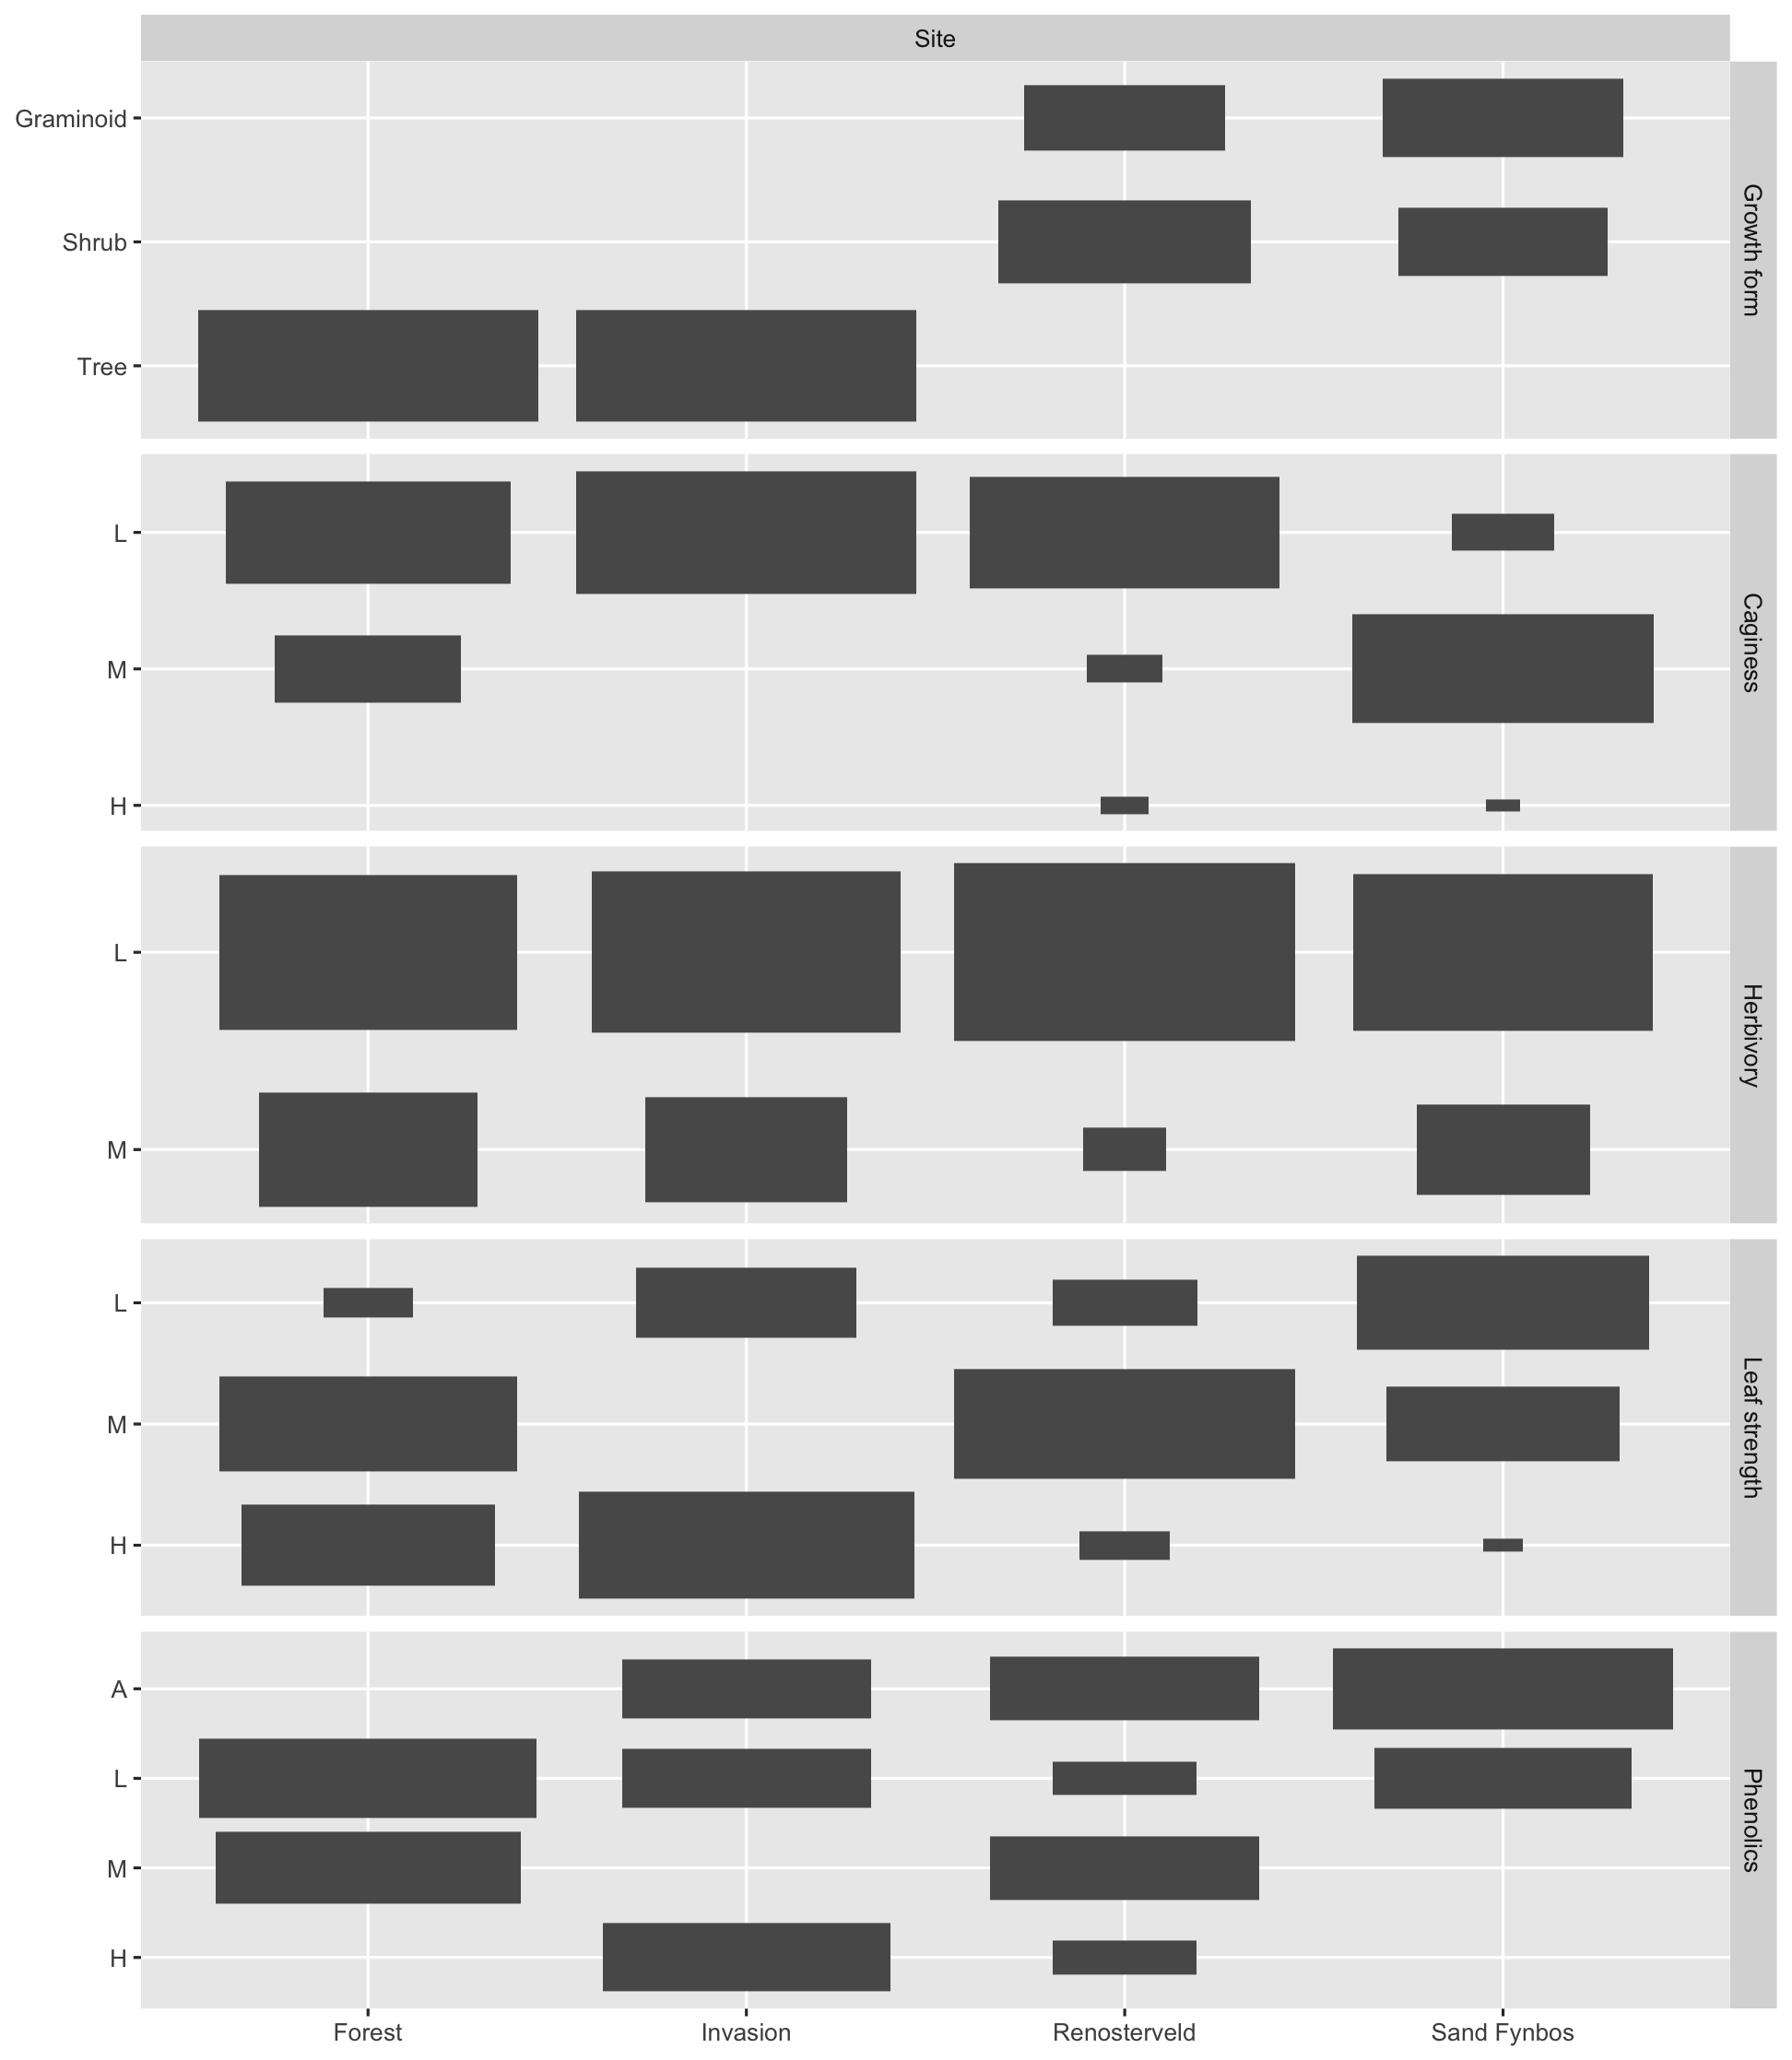 Site
Graminoid
Shrub
Tree
Growth form
L
M
H
Caginess
L
M
Herbivory
L
M
H
Leaf strength
A
L
M
H
Phenolics
Forest
Invasion
Renosterveld
Sand Fynbos